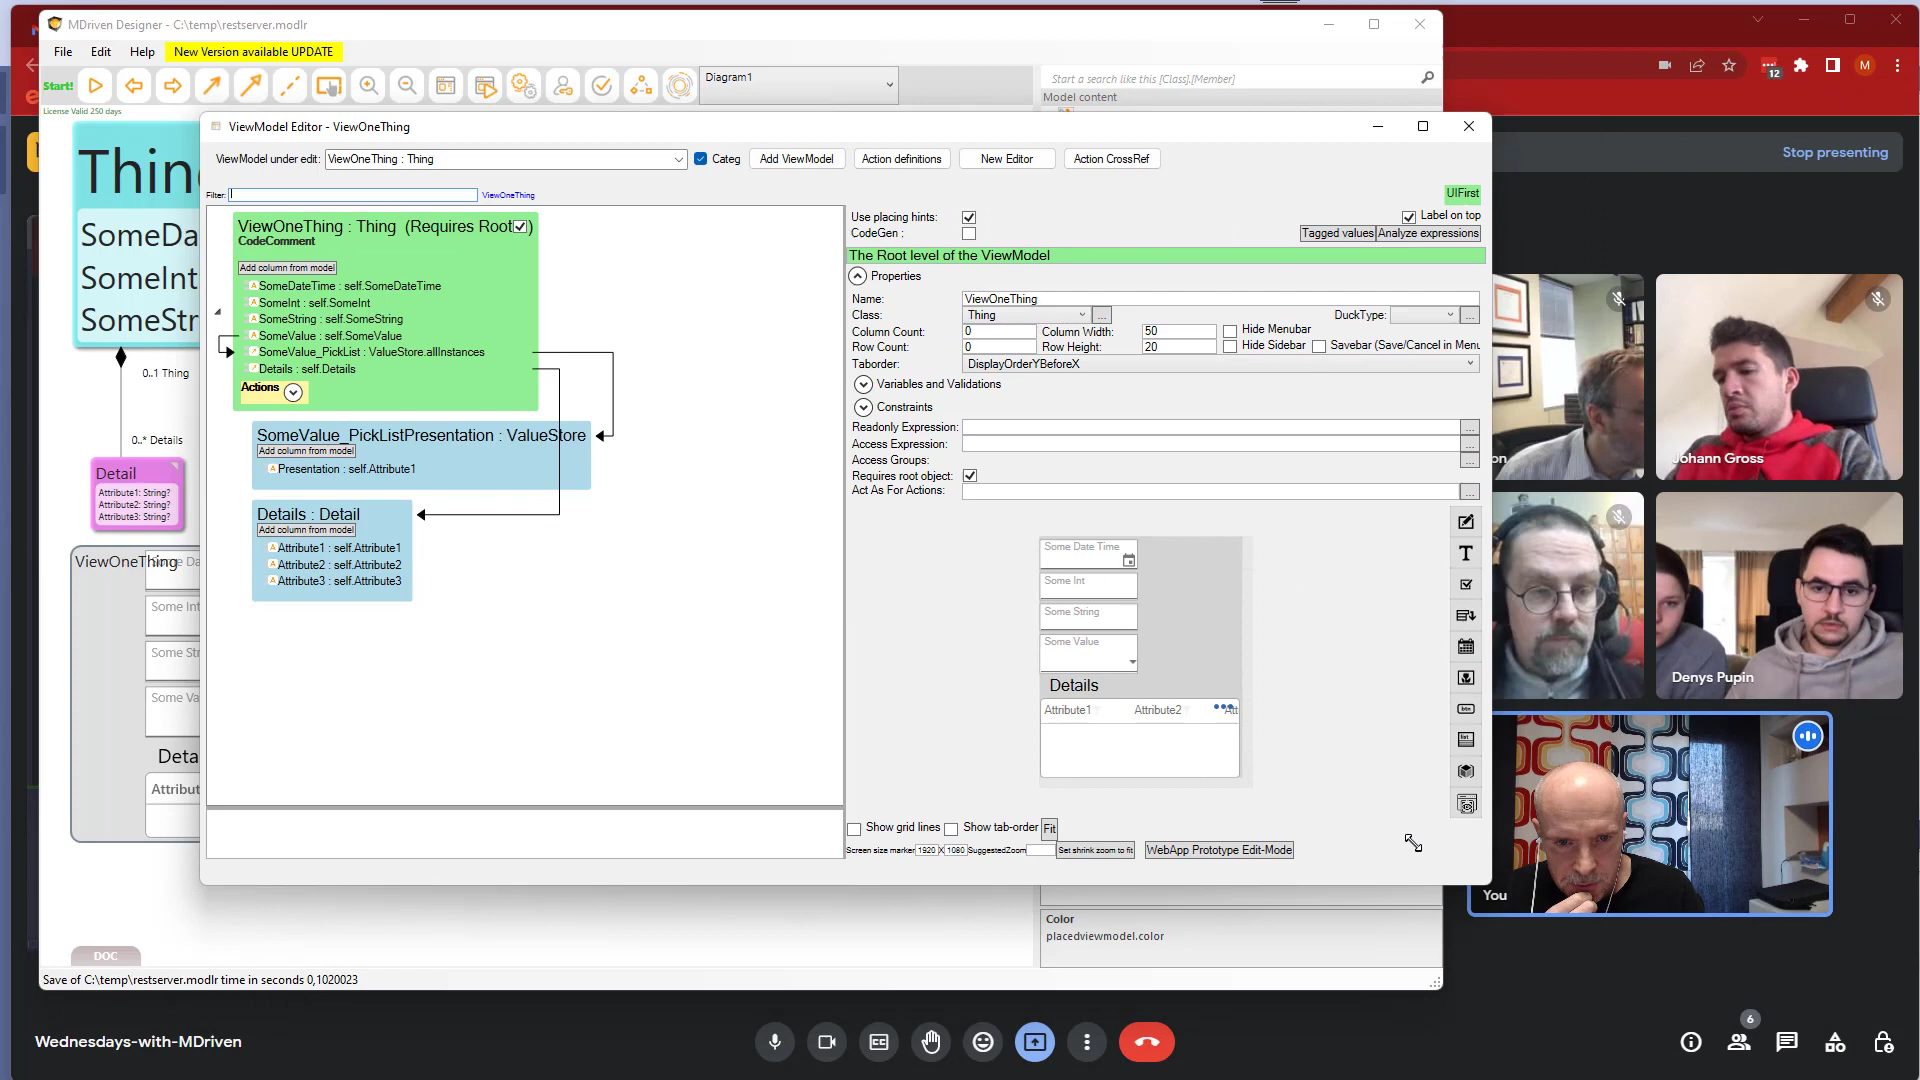 MDriven Designer - C:\temp\restserver.modlr
File Edit Help New Version available UPDATE
Start!
Diagram1
Start a search like this [Class].[Member]
Model content
License Valid 250 days
12
M
Stop presenting
ViewModel Editor - ViewOneThing
ViewModel under edit: ViewOneThing : Thing
Categ
Add ViewModel
Action definitions
New Editor
Action CrossRef
Filter:
ViewOneThing
UIFirst
ViewOneThing : Thing (Requires Root )
CodeComment
Add column from model
SomeDateTime : self.SomeDateTime
SomeInt : self.SomeInt
SomeString : self.SomeString
SomeValue : self.SomeValue
SomeValue_PickList : ValueStore.allInstances
Details : self.Details
Actions
SomeValue_PickListPresentation : ValueStore
Add column from model
Presentation : self.Attribute1
Details : Detail
Add column from model
Attribute1 : self.Attribute1
Attribute2 : self.Attribute2
Attribute3 : self.Attribute3
Use placing hints:
Label on top
CodeGen :
Tagged values
Analyze expressions
The Root level of the ViewModel
Properties
Name: ViewOneThing
Class: Thing ...
DuckType: ...
Column Count: 0 Column Width: 50 Hide Menubar
Row Count: 0 Row Height: 20 Hide Sidebar Savebar (Save/Cancel in Menu
Taborder: DisplayOrderYBeforeX
Variables and Validations
Constraints
Readonly Expression: ...
Access Expression: ...
Access Groups: ...
Requires root object:
Act As For Actions: ...
Some Date Time
Some Int
Some String
Some Value
Details
Attribute1 Attribute2 Att
btn
Show grid lines Show tab-order Fit
Screen size marker 1920 X 1080 SuggestedZoom Set shrink zoom to fit WebApp Prototype Edit-Mode
Thin
SomeDa
SomeInt
SomeStr
0..1 Thing
0..* Details
Detail
Attribute1: String?
Attribute2: String?
Attribute3: String?
ViewOneThing
Some Da
Some Int
Some Str
Some Va
Detai
Attribut
DOC
Color
placedviewmodel.color
Save of C:\temp\restserver.modlr time in seconds 0,1020023
on
Johann Gross
Denys Pupin
You
Wednesdays-with-MDriven
CC
6